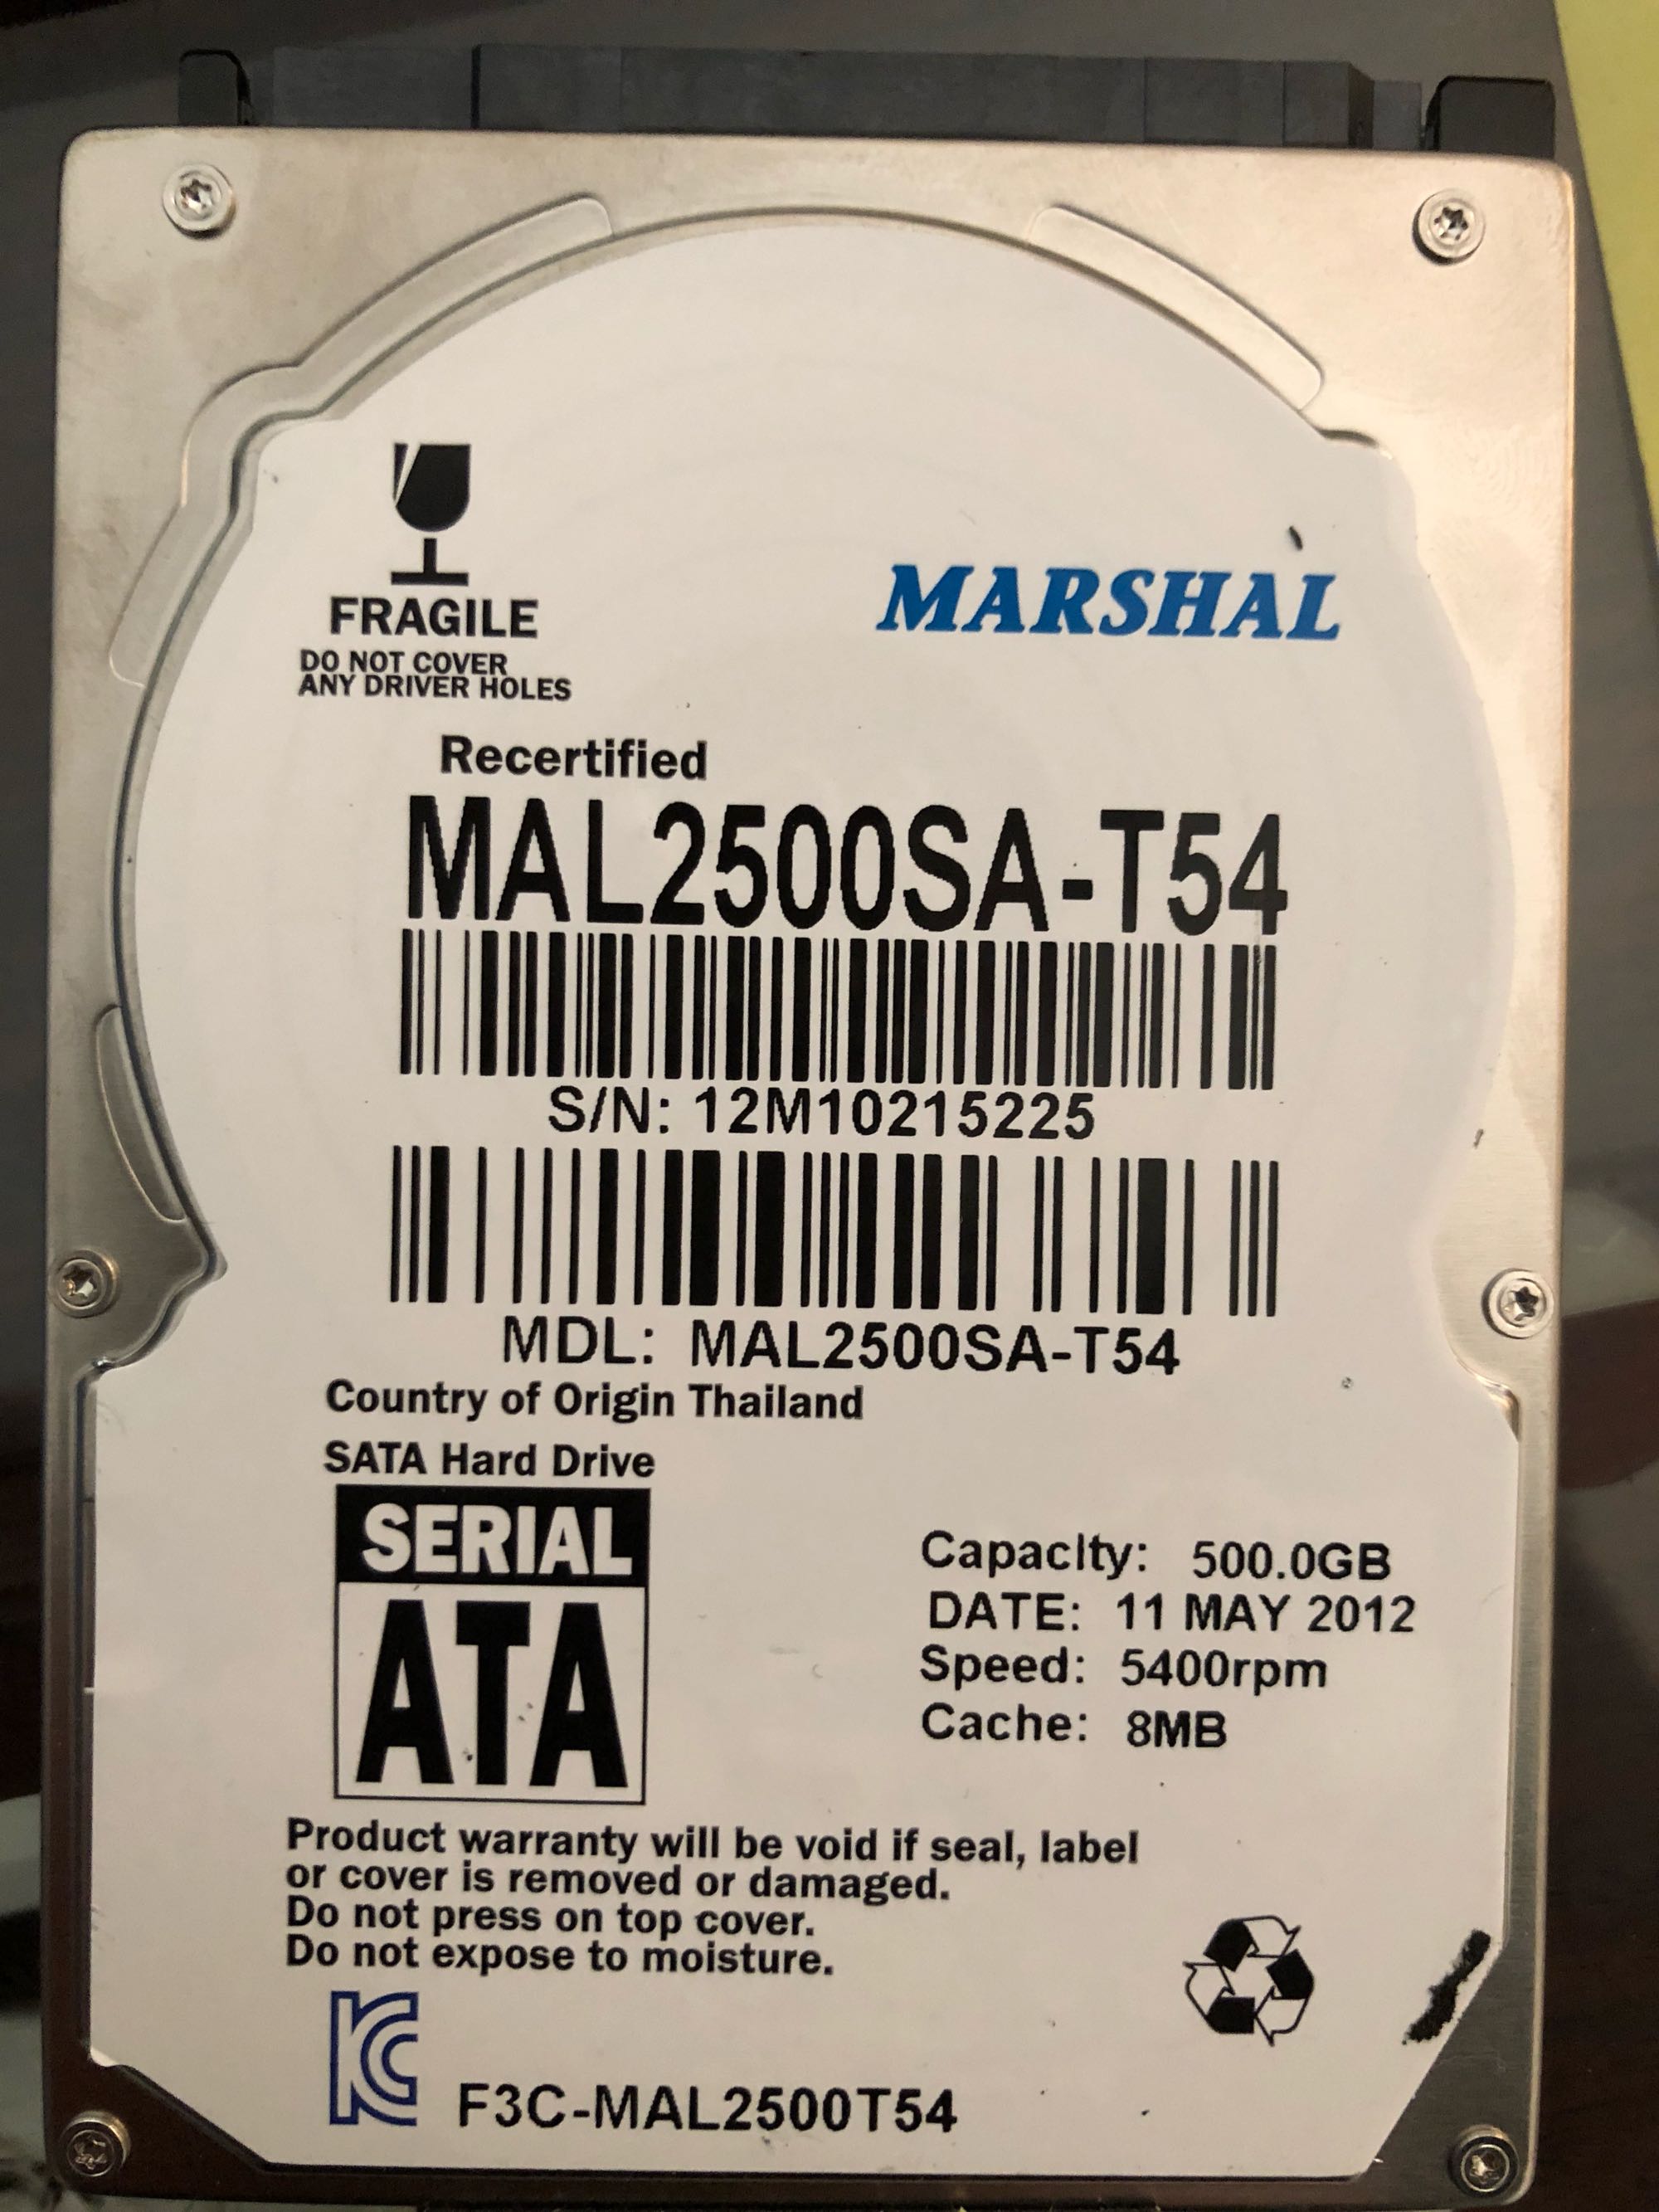 FRAGILE
DO NOT COVER
ANY DRIVER HOLES
MARSHAL
Recertified
MAL2500SA-T54
S/N: 12M10215225
MDL: MAL2500SA-T54
Country of Origin Thailand
SATA Hard Drive
SERIAL
ATA
Capacity: 500.0GB
DATE: 11 MAY 2012
Speed: 5400rpm
Cache: 8MB
Product warranty will be void if seal, label
or cover is removed or damaged.
Do not press on top cover.
Do not expose to moisture.
KC
F3C-MAL2500T54